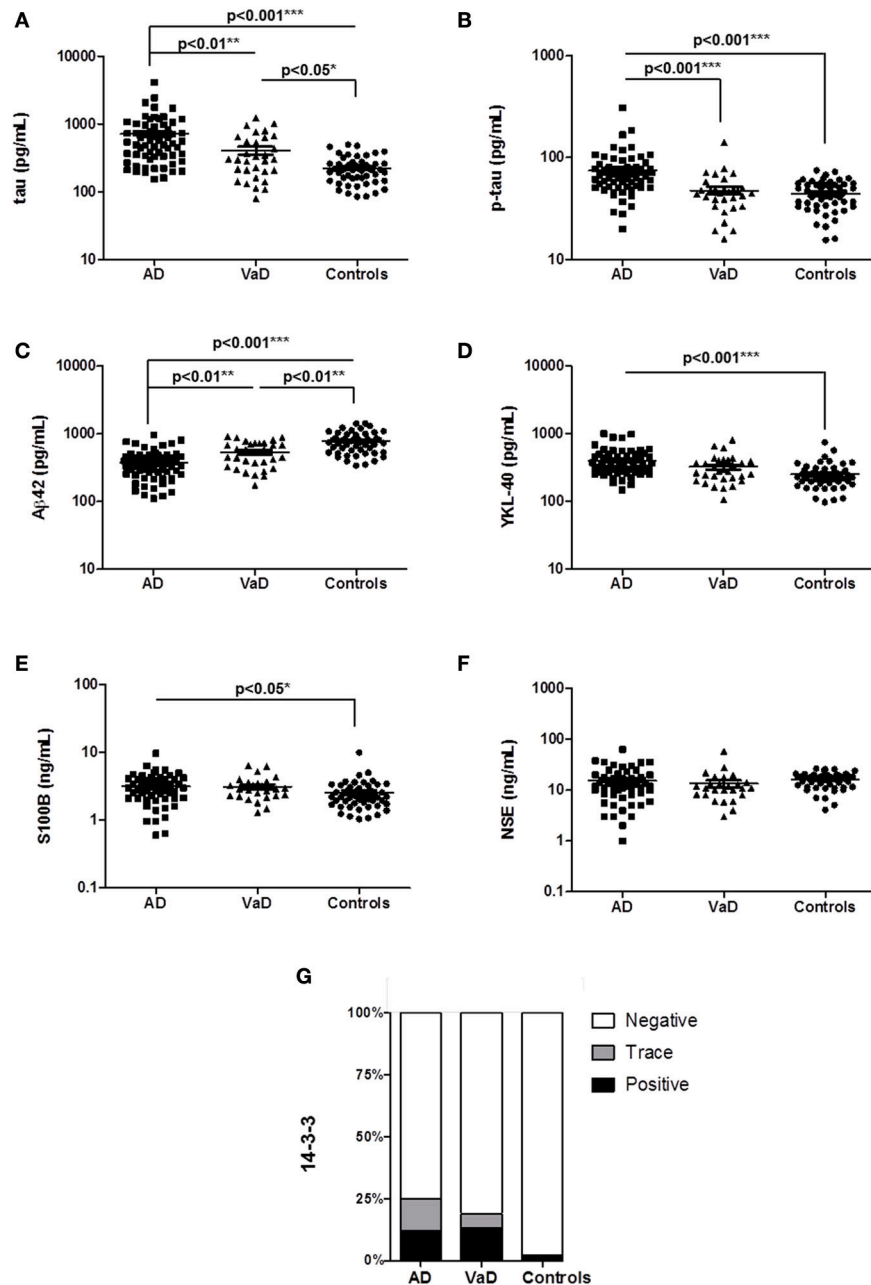 A
p<0.001***
p<0.01**
p<0.05*
tau (pg/mL)
10000
1000
100
10
AD VaD Controls
B
p<0.001***
p<0.001***
p-tau (pg/mL)
1000
100
10
AD VaD Controls
C
p<0.001***
p<0.01** p<0.01**
Aβ42 (pg/mL)
10000
1000
100
10
AD VaD Controls
D
p<0.001***
YKL-40 (pg/mL)
10000
1000
100
10
AD VaD Controls
E
p<0.05*
S100B (ng/mL)
100
10
1
0.1
AD VaD Controls
F
NSE (ng/mL)
1000
100
10
1
0.1
AD VaD Controls
G
14-3-3
100%
75%
50%
25%
0%
AD VaD Controls
Negative
Trace
Positive